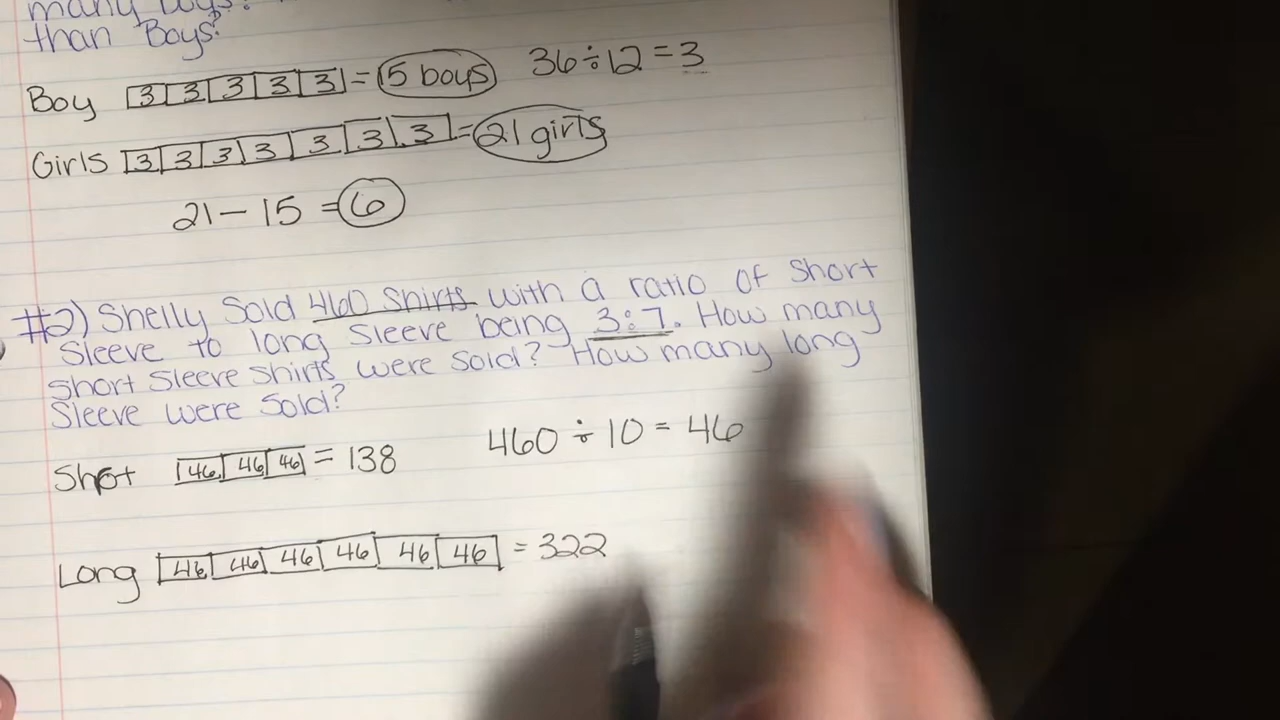 many boys?
than Boys?
Boy 3 3 3 3 3 = 15 boys 36 ÷ 12 = 3
Girls 3 3 3 3 3 3 3 = 21 girls
21 - 15 = 6
#2) Shelly Sold 460 Shirts with a ratio of Short
Sleeve to long Sleeve being 3:7. How many
Short Sleeve Shirts were Sold? How many long
Sleeve were Sold?
460 ÷ 10 = 46
Short 46 46 46 = 138
Long 46 46 46 46 46 46 = 322